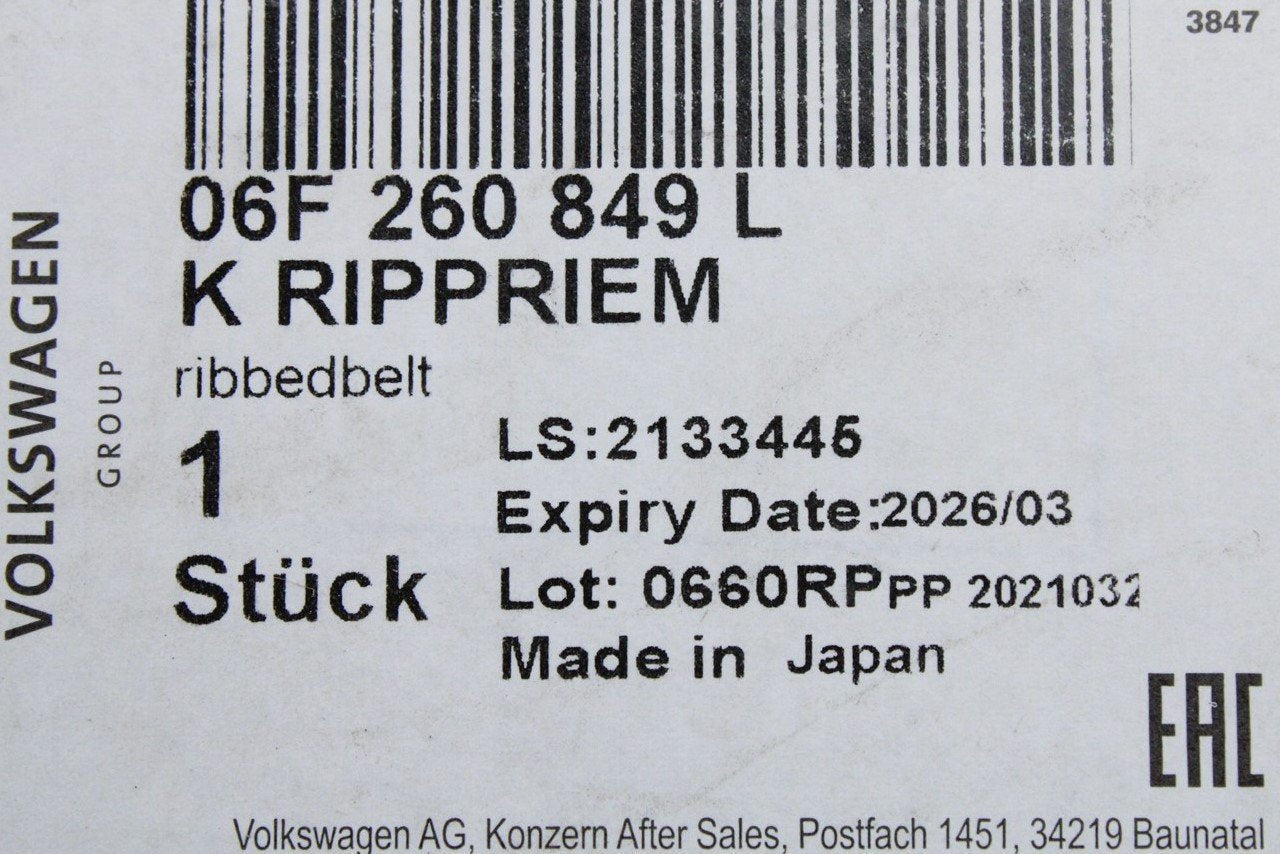 3847
06F 260 849 L
K RIPPRIEM
ribbedbelt
1
Stück
LS:2133445
Expiry Date:2026/03
Lot: 0660RPPP 2021032
Made in Japan
VOLKSWAGEN
GROUP
EAC
Volkswagen AG, Konzern After Sales, Postfach 1451, 34219 Baunatal